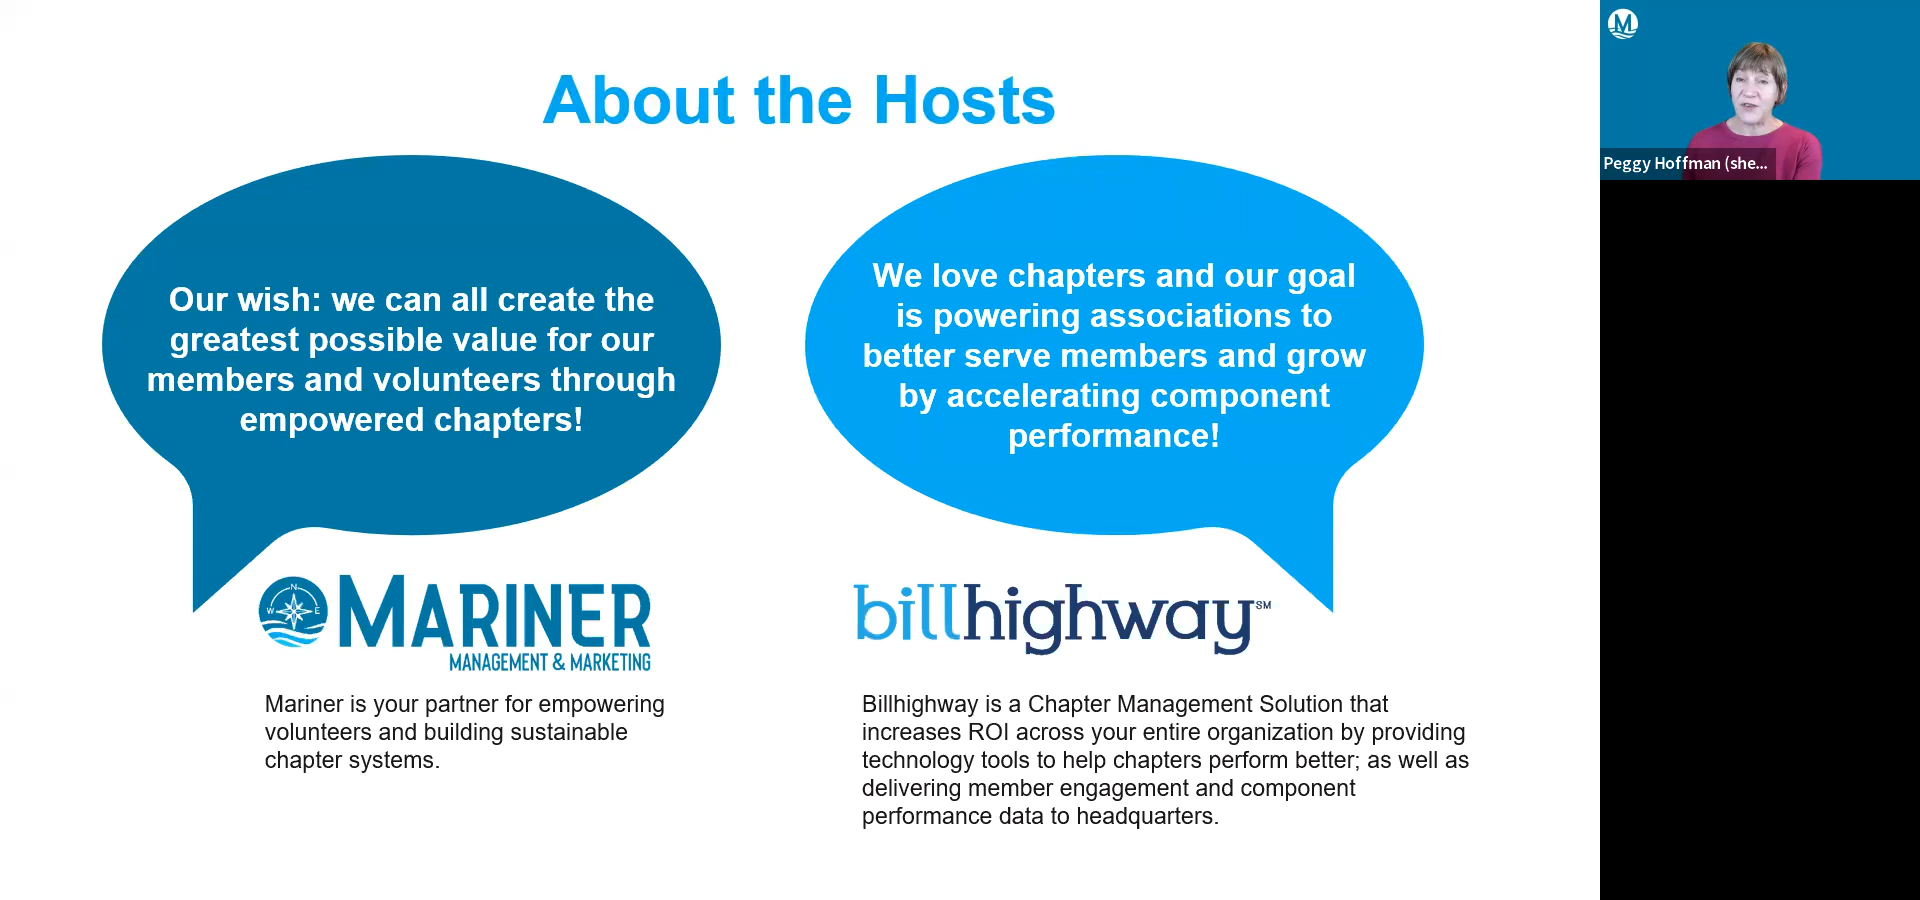 About the Hosts
Our wish: we can all create the
greatest possible value for our
members and volunteers through
empowered chapters!
We love chapters and our goal
is powering associations to
better serve members and grow
by accelerating component
performance!
N
W E
MARINER
MANAGEMENT & MARKETING
billhighway℠
Mariner is your partner for empowering
volunteers and building sustainable
chapter systems.
Billhighway is a Chapter Management Solution that
increases ROI across your entire organization by providing
technology tools to help chapters perform better; as well as
delivering member engagement and component
performance data to headquarters.
M
Peggy Hoffman (she...